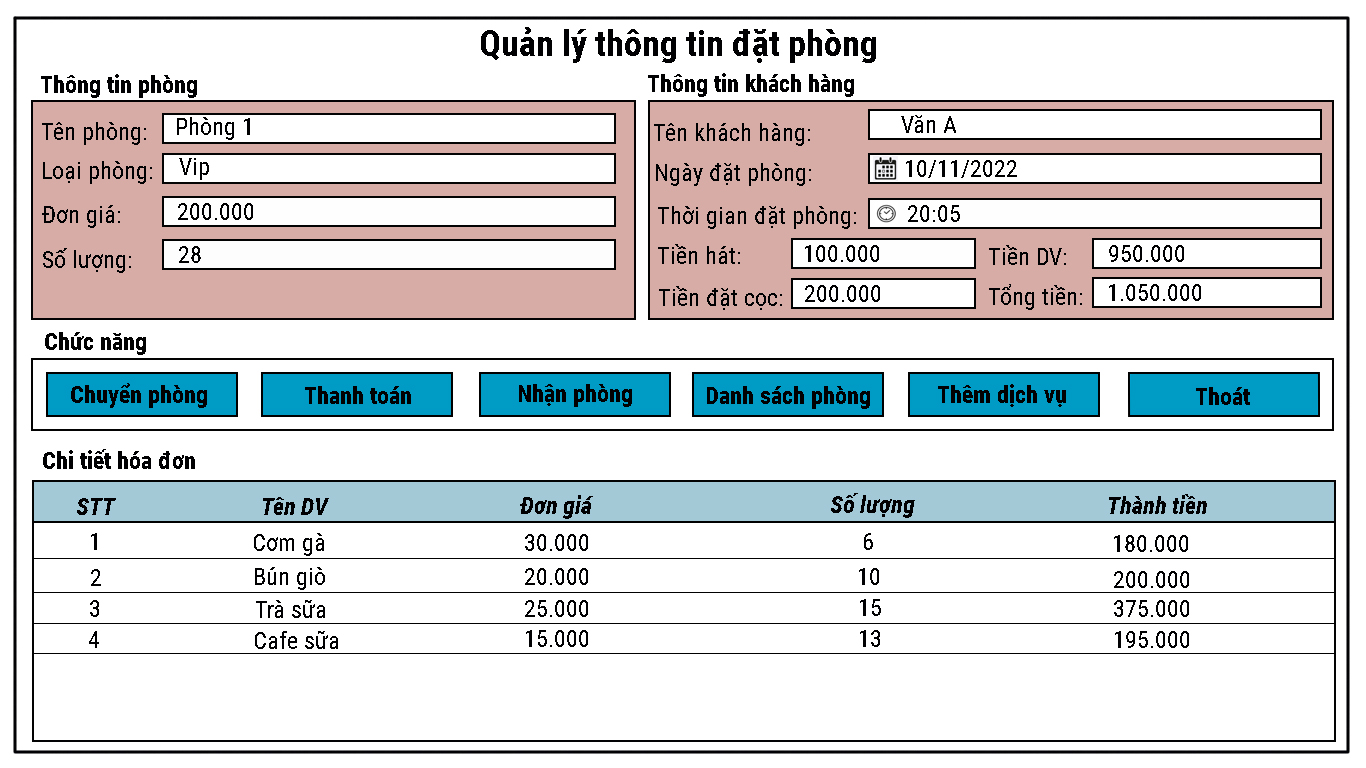 Quản lý thông tin đặt phòng
Thông tin phòng
Tên phòng: Phòng 1
Loại phòng: Vip
Đơn giá: 200.000
Số lượng: 28
Thông tin khách hàng
Tên khách hàng: Văn A
Ngày đặt phòng: 10/11/2022
Thời gian đặt phòng: 20:05
Tiền hát: 100.000 Tiền DV: 950.000
Tiền đặt cọc: 200.000 Tổng tiền: 1.050.000
Chức năng
Chuyển phòng Thanh toán Nhận phòng Danh sách phòng Thêm dịch vụ Thoát
Chi tiết hóa đơn
STT Tên DV Đơn giá Số lượng Thành tiền
1 Cơm gà 30.000 6 180.000
2 Bún giò 20.000 10 200.000
3 Trà sữa 25.000 15 375.000
4 Cafe sữa 15.000 13 195.000